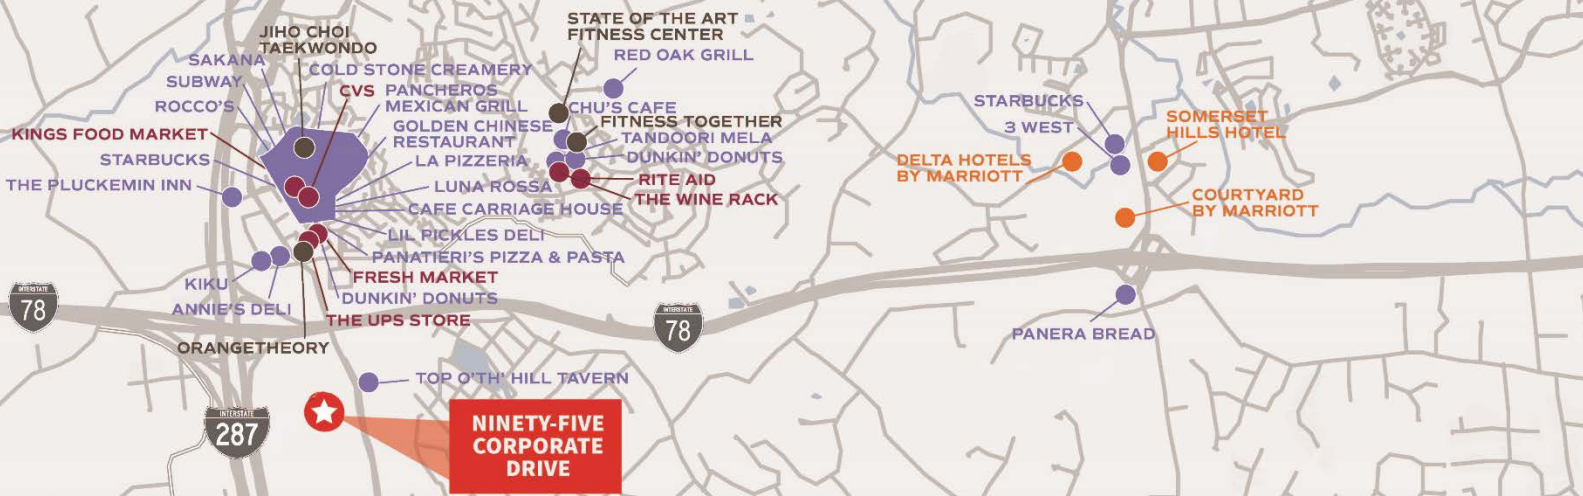 JIHO CHOI
TAEKWONDO
SAKANA
SUBWAY
ROCCO'S
KINGS FOOD MARKET
STARBUCKS
THE PLUCKEMIN INN
COLD STONE CREAMERY
CVS
PANCHEROS
MEXICAN GRILL
GOLDEN CHINESE
RESTAURANT
LA PIZZERIA
LUNA ROSSA
CAFE CARRIAGE HOUSE
LIL PICKLES DELI
PANATIERI'S PIZZA & PASTA
FRESH MARKET
DUNKIN' DONUTS
THE UPS STORE
KIKU
ANNIE'S DELI
ORANGETHEORY
STATE OF THE ART
FITNESS CENTER
RED OAK GRILL
CHU'S CAFE
FITNESS TOGETHER
TANDOORI MELA
DUNKIN' DONUTS
RITE AID
THE WINE RACK
STARBUCKS
3 WEST
DELTA HOTELS
BY MARRIOTT
SOMERSET
HILLS HOTEL
COURTYARD
BY MARRIOTT
PANERA BREAD
INTERSTATE
78
INTERSTATE
78
INTERSTATE
287
TOP O'TH' HILL TAVERN
NINETY-FIVE
CORPORATE
DRIVE